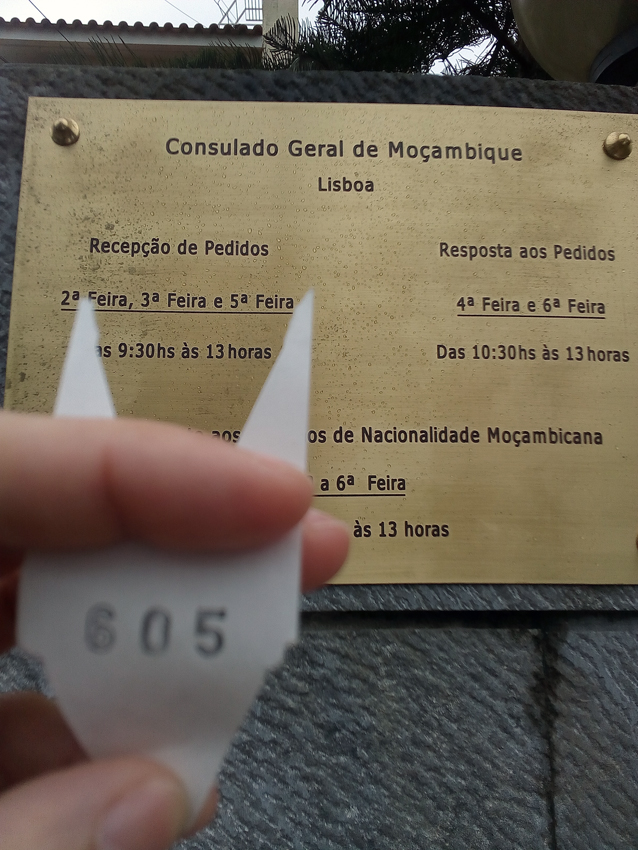 Consulado Geral de Moçambique
Lisboa
Recepção de Pedidos
Resposta aos Pedidos
2ª Feira, 3ª Feira e 5ª Feira
4ª Feira e 6ª Feira
9:30hs às 13 horas
Das 10:30hs às 13 horas
de Nacionalidade Moçambicana
a 6ª Feira
às 13 horas
605